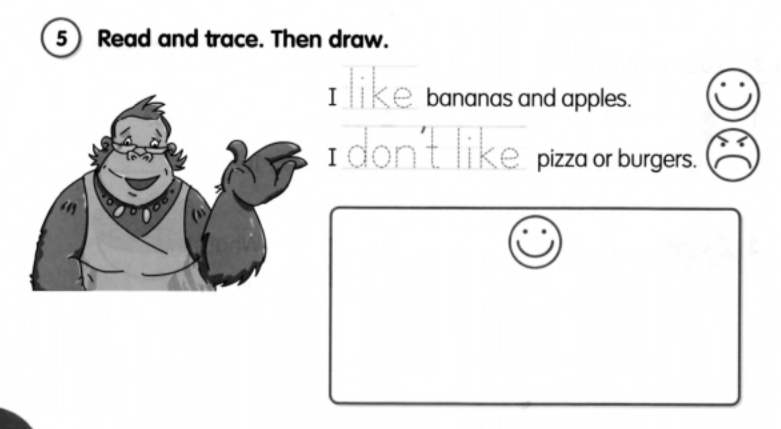 5 Read and trace. Then draw.
I like bananas and apples.
I don't like pizza or burgers.